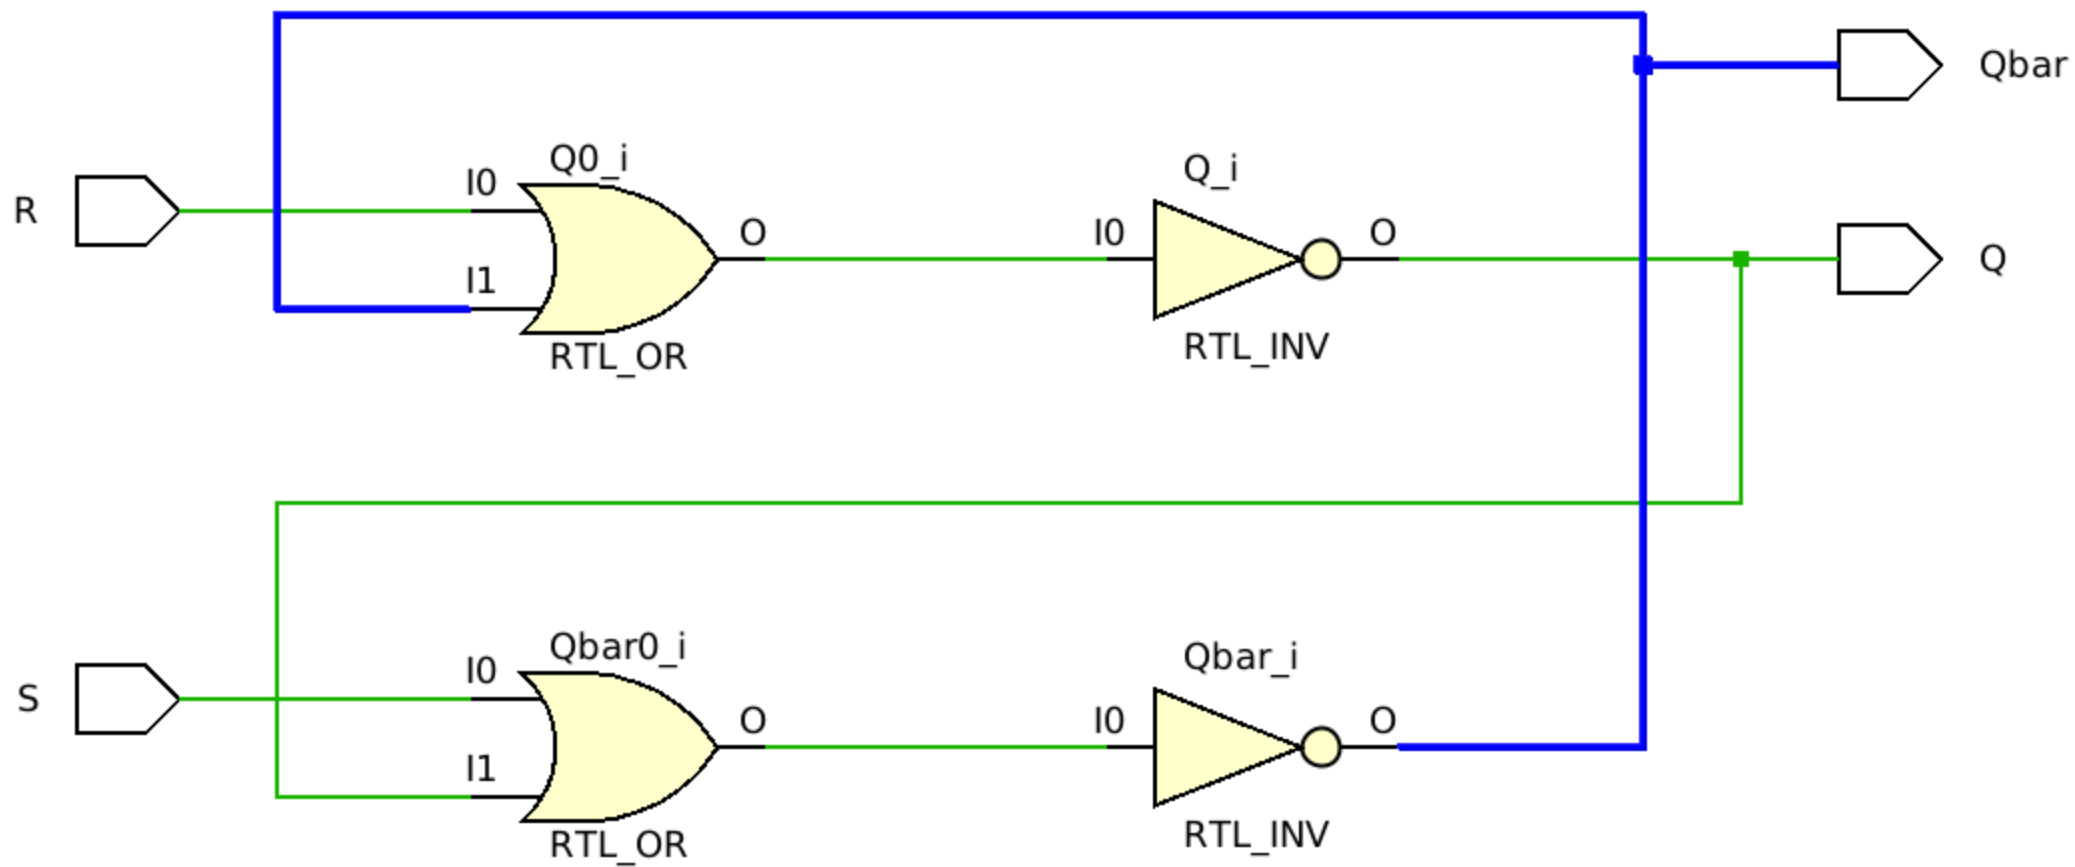 Qbar
Q0_i
Q_i
I0
R
O
I0
O
Q
I1
RTL_OR
RTL_INV
Qbar0_i
Qbar_i
I0
S
O
I0
O
I1
RTL_OR
RTL_INV